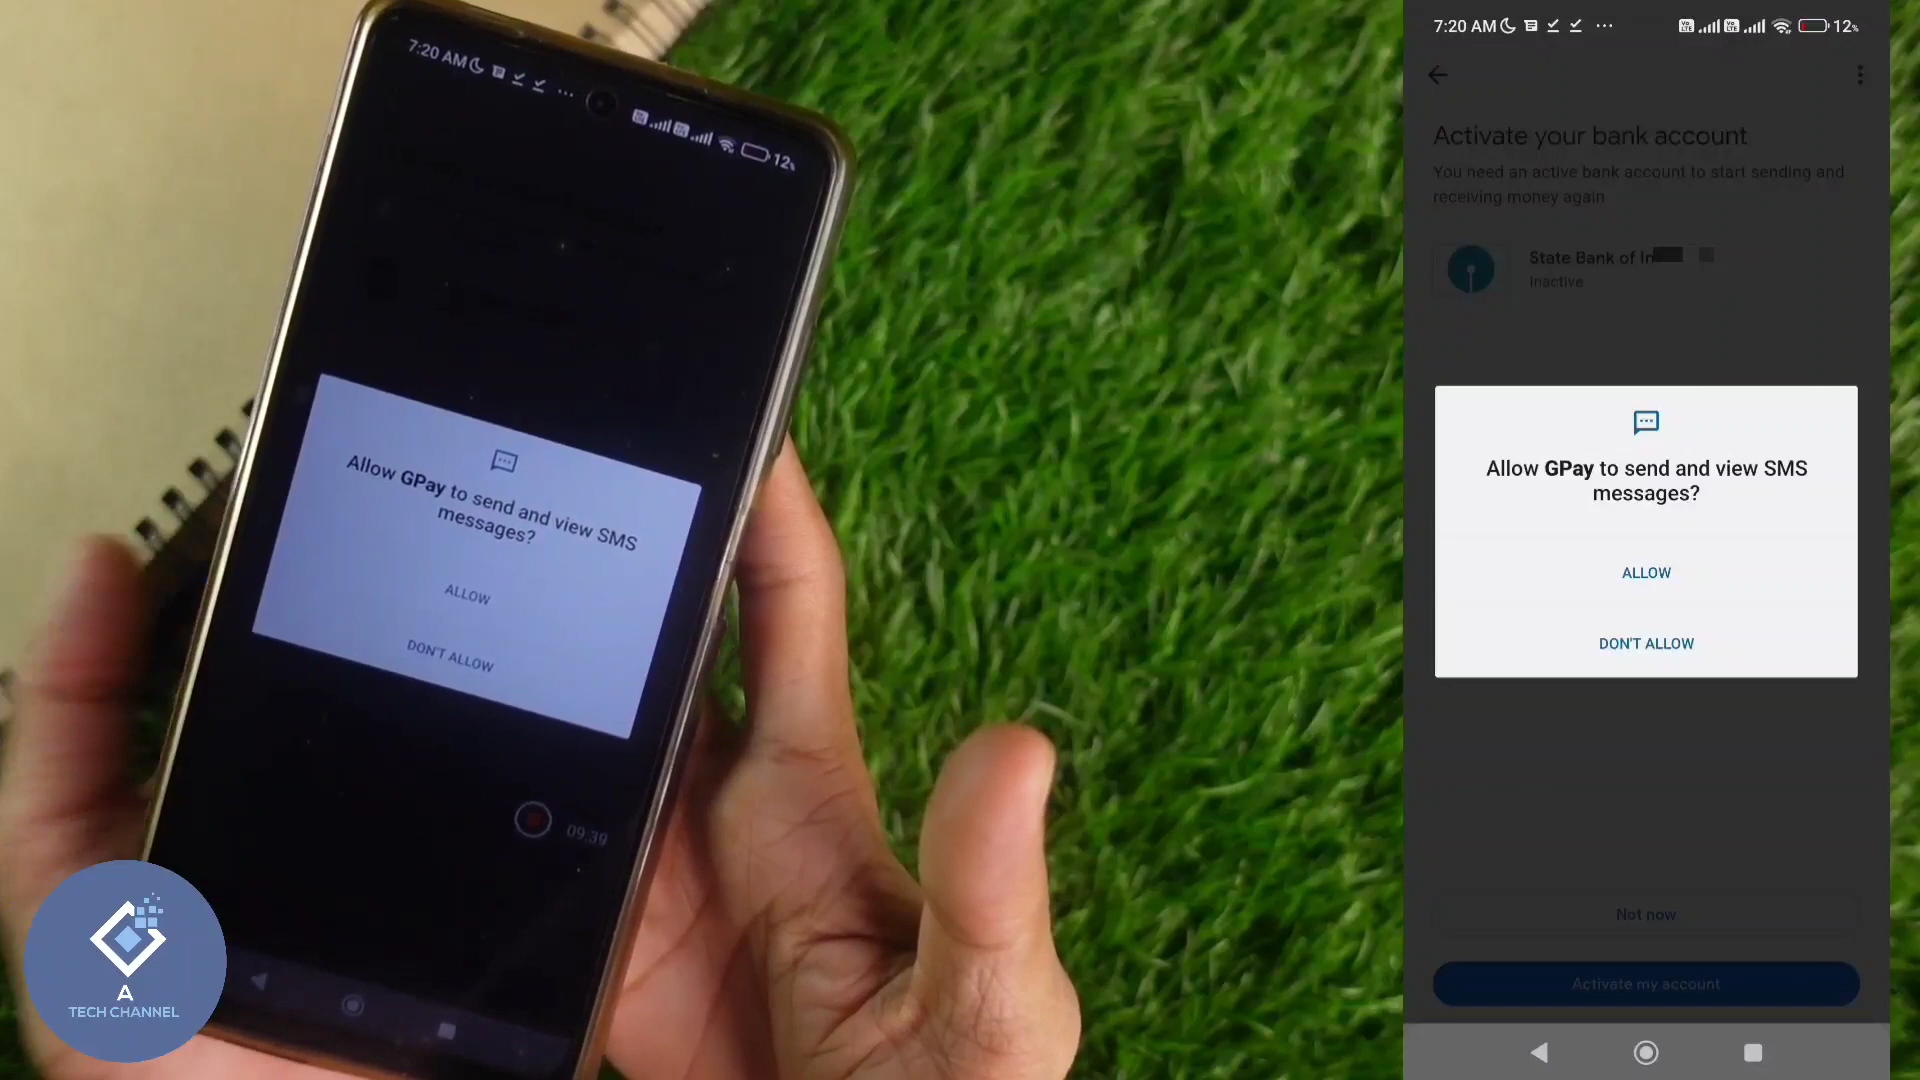 7:20 AM
12%
Allow GPay to send and view SMS
messages?
ALLOW
DON'T ALLOW
09:39
A
TECH CHANNEL
7:20 AM
12%
Activate your bank account
You need an active bank account to start sending and
receiving money again
State Bank of In
Inactive
Allow GPay to send and view SMS
messages?
ALLOW
DON'T ALLOW
Not now
Activate my account